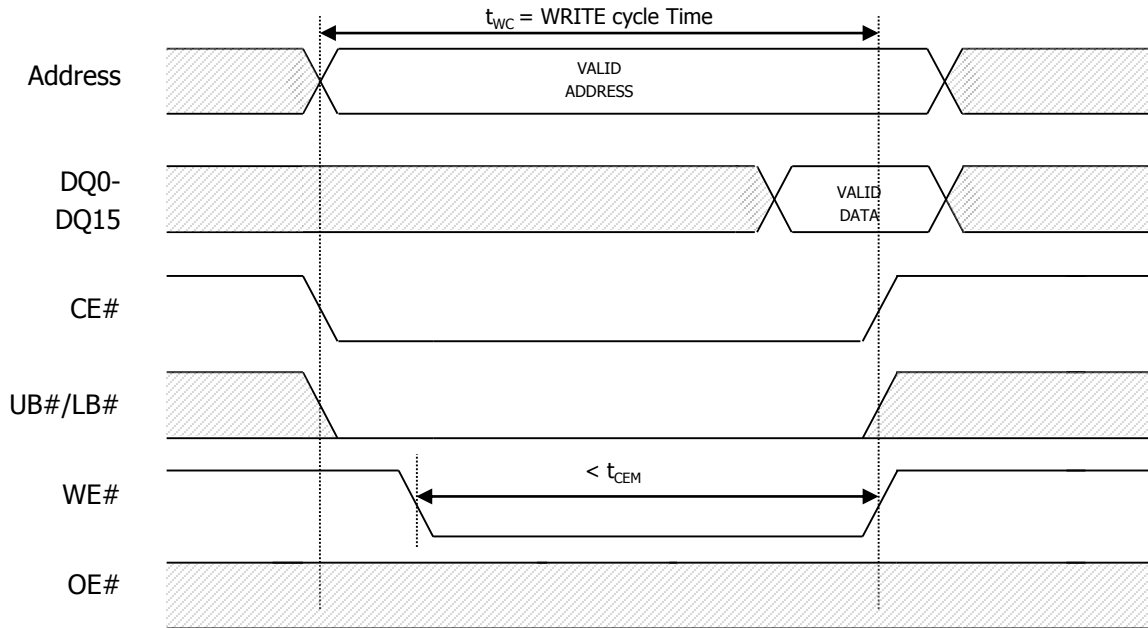 tWC = WRITE cycle Time
Address
VALID
ADDRESS
DQ0-
DQ15
VALID
DATA
CE#
UB#/LB#
WE#
< tCEM
OE#